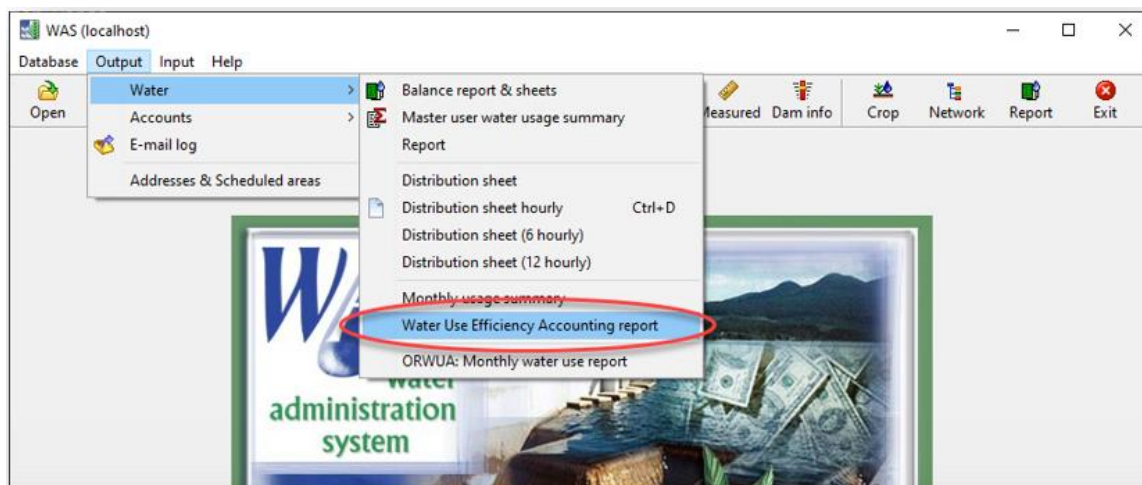 WAS (localhost)
Database Output Input Help
Open
Measured Dam info Crop Network Report Exit
Water
Accounts
E-mail log
Addresses & Scheduled areas
Balance report & sheets
Master user water usage summary
Report
Distribution sheet
Distribution sheet hourly Ctrl+D
Distribution sheet (6 hourly)
Distribution sheet (12 hourly)
Monthly usage summary
Water Use Efficiency Accounting report
ORWUA: Monthly water use report
WA
water
administration
system